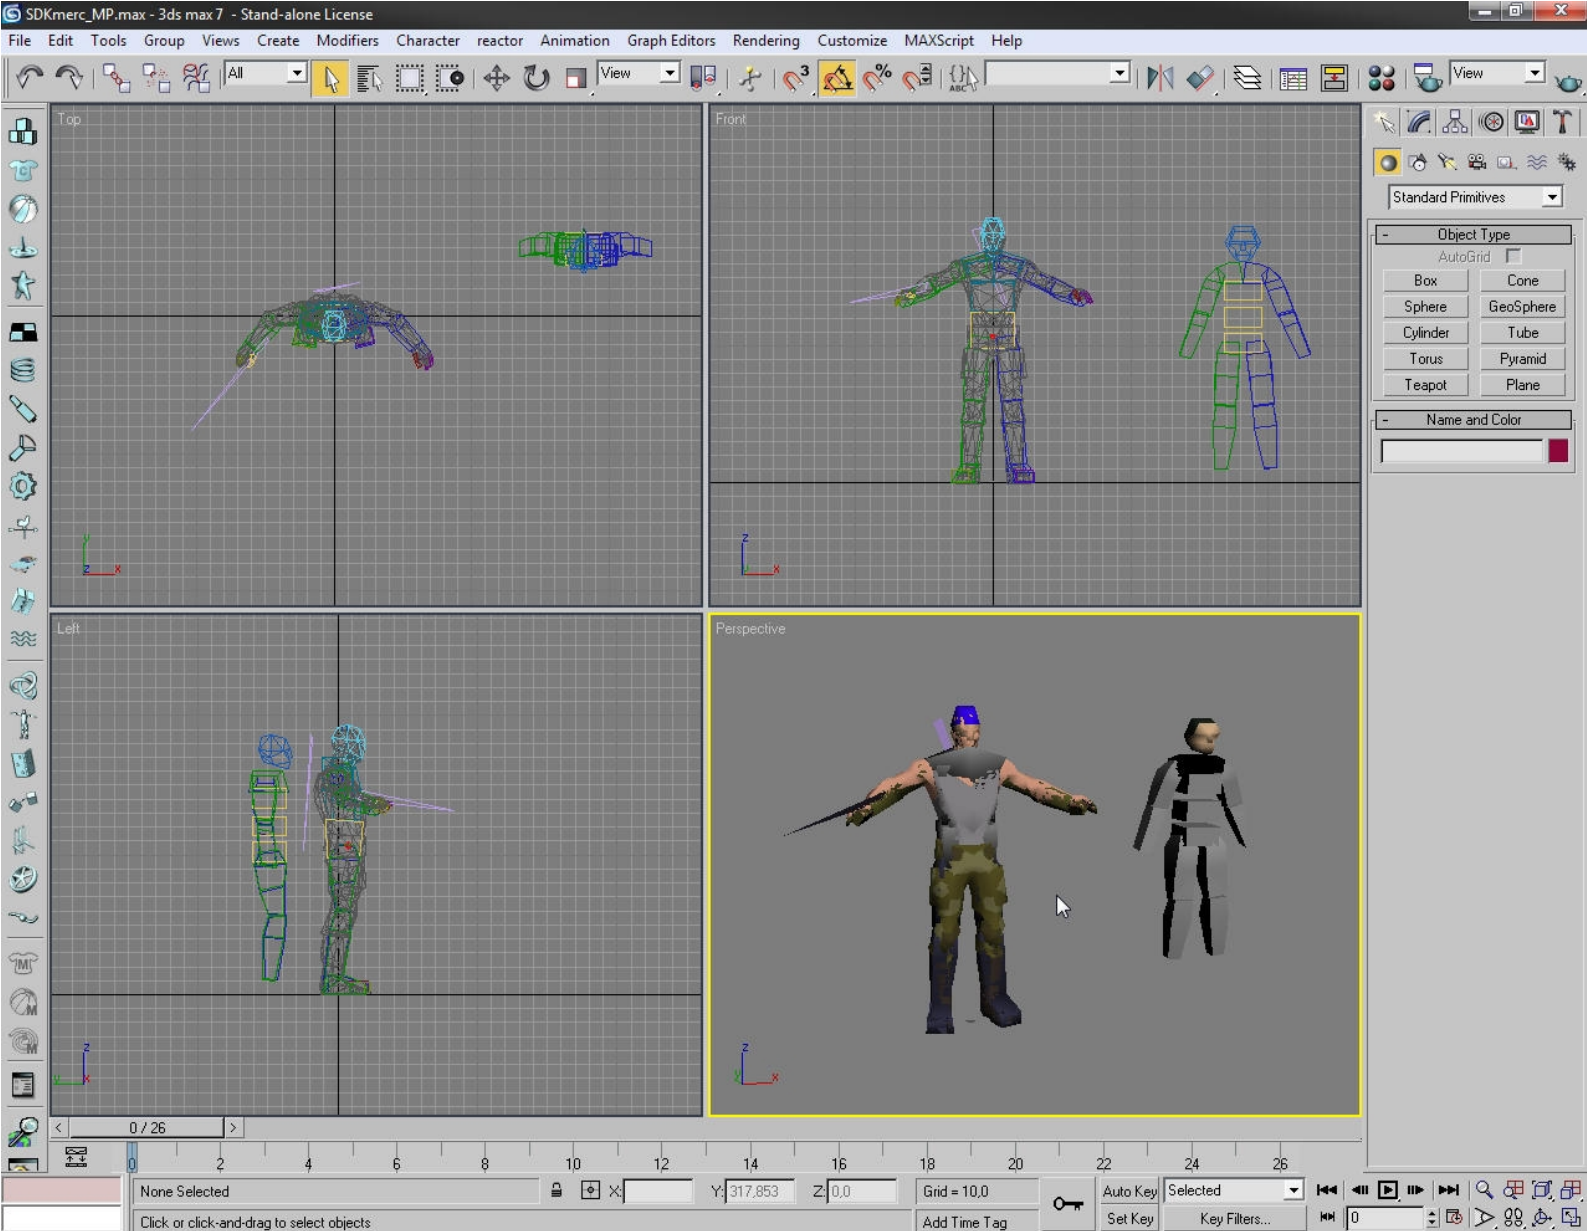 SDKmerc_MP.max - 3ds max 7 - Stand-alone License
File Edit Tools Group Views Create Modifiers Character reactor Animation Graph Editors Rendering Customize MAXScript Help
All View View
Top
Front
Standard Primitives
- Object Type
AutoGrid
Box Cone
Sphere GeoSphere
Cylinder Tube
Torus Pyramid
Teapot Plane
- Name and Color
y
z x
z
x
Left
Perspective
z
y x
z
y x
< 0 / 26 >
0 2 4 6 8 10 12 14 16 18 20 22 24 26
None Selected X: Y: 317,853 Z: 0,0 Grid = 10,0 Auto Key Selected
Click or click-and-drag to select objects Add Time Tag Set Key Key Filters... 0